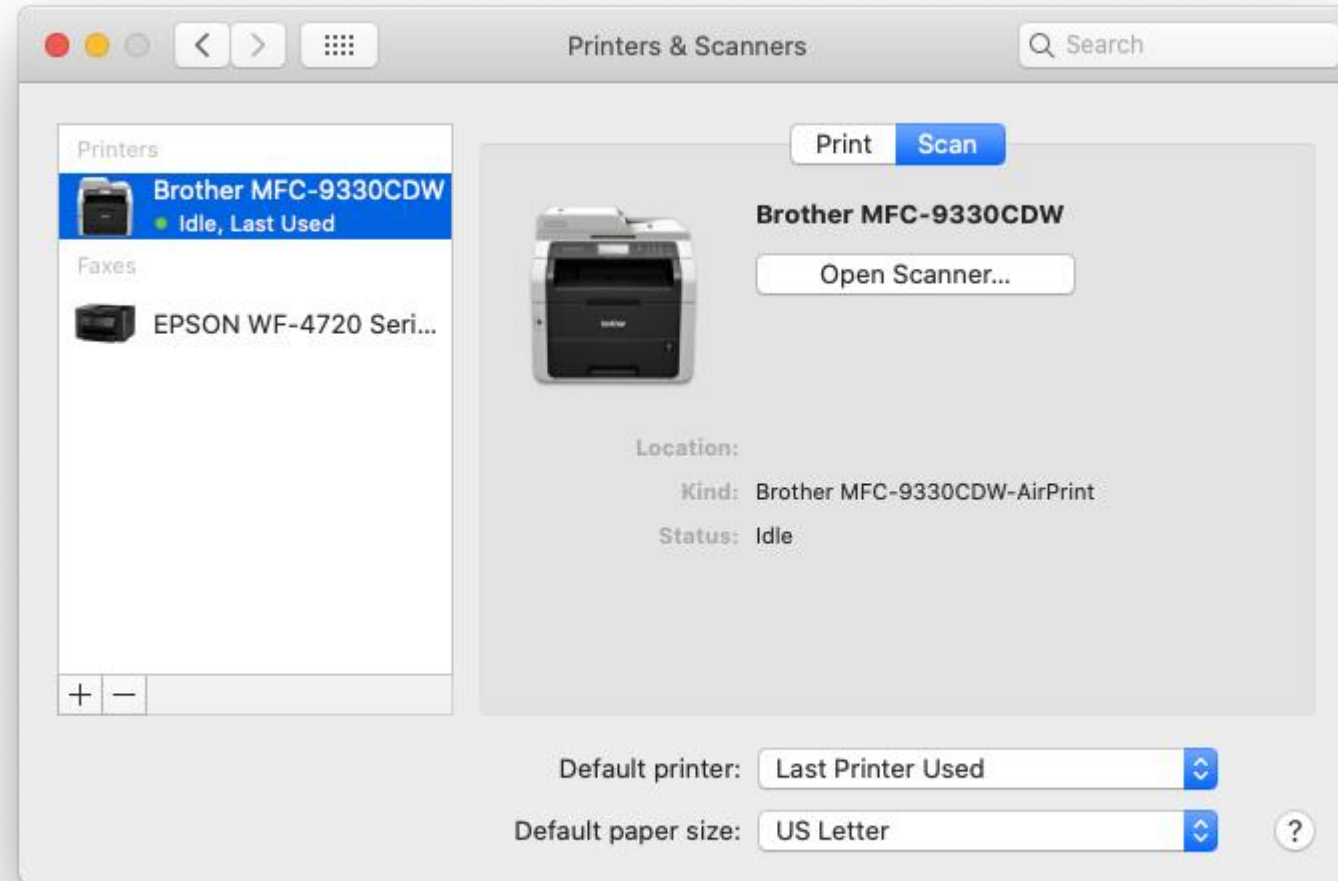 Printers & Scanners
Search
Printers
Brother MFC-9330CDW
Idle, Last Used
Faxes
EPSON WF-4720 Seri...
Print
Scan
Brother MFC-9330CDW
Open Scanner...
brother
Location:
Kind: Brother MFC-9330CDW-AirPrint
Status: Idle
+ −
Default printer: Last Printer Used
Default paper size: US Letter
?